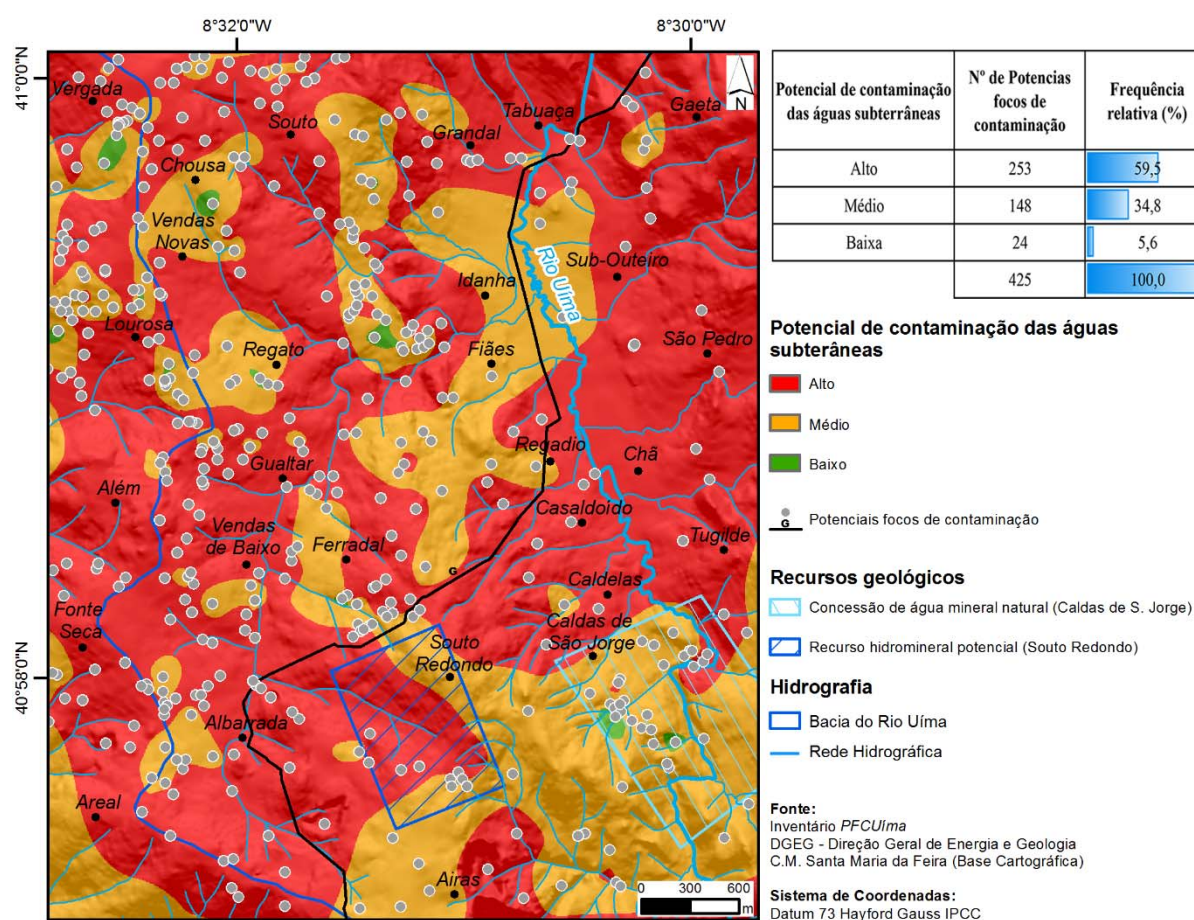 8°32'0"W
8°30'0"W
41°0'0"N
40°58'0"N
N
Vergada
Souto
Grandal
Tabuaça
Gaeta
Chousa
Vendas
Novas
Idanha
Rio Uíma
Sub-Outeiro
Lourosa
Regato
Fiães
São Pedro
Regadio
Chã
Gualtar
Além
Casaldoido
Vendas
de Baixo
Ferradal
Tugilde
G
Caldelas
Fonte
Seca
Caldas de
São Jorge
Souto
Redondo
Albarrada
Areal
Airas
0 300 600
m
Potencial de contaminação
das águas subterrâneas
Nº de Potencias
focos de
contaminação
Frequência
relativa (%)
Alto 253 59,5
Médio 148 34,8
Baixa 24 5,6
425 100,0
Potencial de contaminação das águas
subterâneas
Alto
Médio
Baixo
G
Potenciais focos de contaminação
Recursos geológicos
Concessão de água mineral natural (Caldas de S. Jorge)
Recurso hidromineral potencial (Souto Redondo)
Hidrografia
Bacia do Rio Uíma
Rede Hidrográfica
Fonte:
Inventário PFCUíma
DGEG - Direção Geral de Energia e Geologia
C.M. Santa Maria da Feira (Base Cartográfica)
Sistema de Coordenadas:
Datum 73 Hayford Gauss IPCC